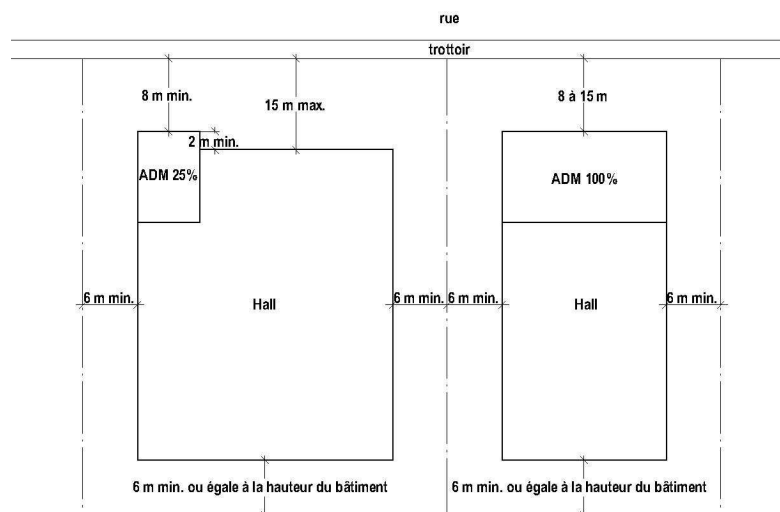 rue
trottoir
8 m min.
15 m max.
8 à 15 m
2 m min.
ADM 25%
ADM 100%
6 m min.
Hall
6 m min.
6 m min.
Hall
6 m min.
6 m min. ou égale à la hauteur du bâtiment
6 m min. ou égale à la hauteur du bâtiment